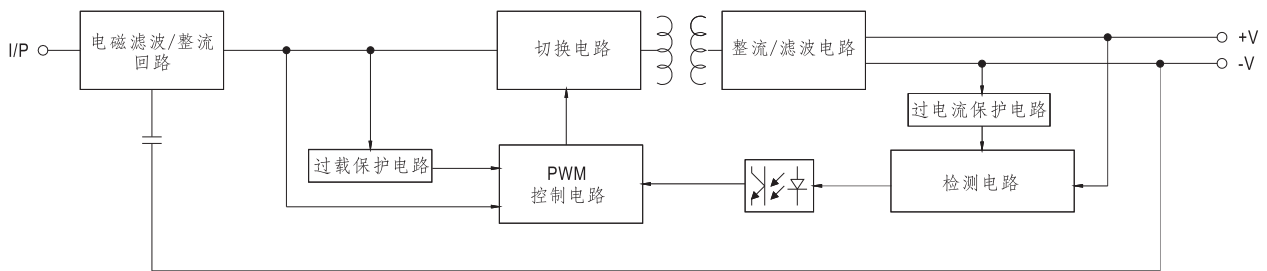 I/P
电磁滤波/整流
回路
切换电路
整流/滤波电路
+V
-V
过电流保护电路
过载保护电路
PWM
控制电路
检测电路